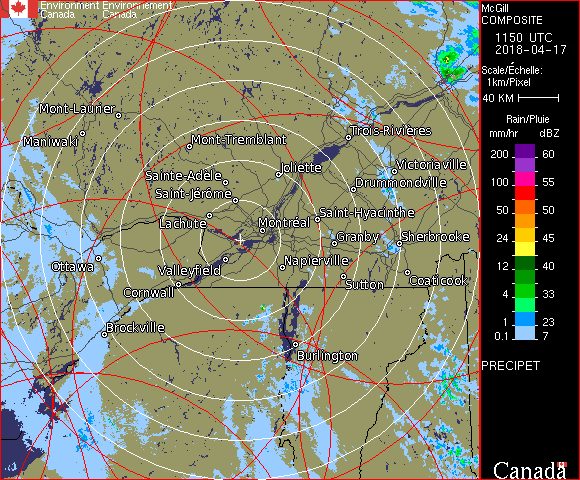 Environment Environnement
Canada Canada
McGill
COMPOSITE
1150 UTC
2018-04-17
Scale/Échelle:
1km/Pixel
40 KM
Rain/Pluie
mm/hr dBZ
200 60
100 55
50 50
24 45
12 40
4 33
1 23
0.1 7
PRECIPET
Canada
Mont-Laurier
Maniwaki
Mont-Tremblant
Trois-Rivières
Joliette
Victoriaville
Sainte-Adèle
Drummondville
Saint-Jérôme
Saint-Hyacinthe
Lachute
Montréal
Granby
Sherbrooke
Ottawa
Valleyfield
Napierville
Coaticook
Sutton
Cornwall
Brockville
Burlington